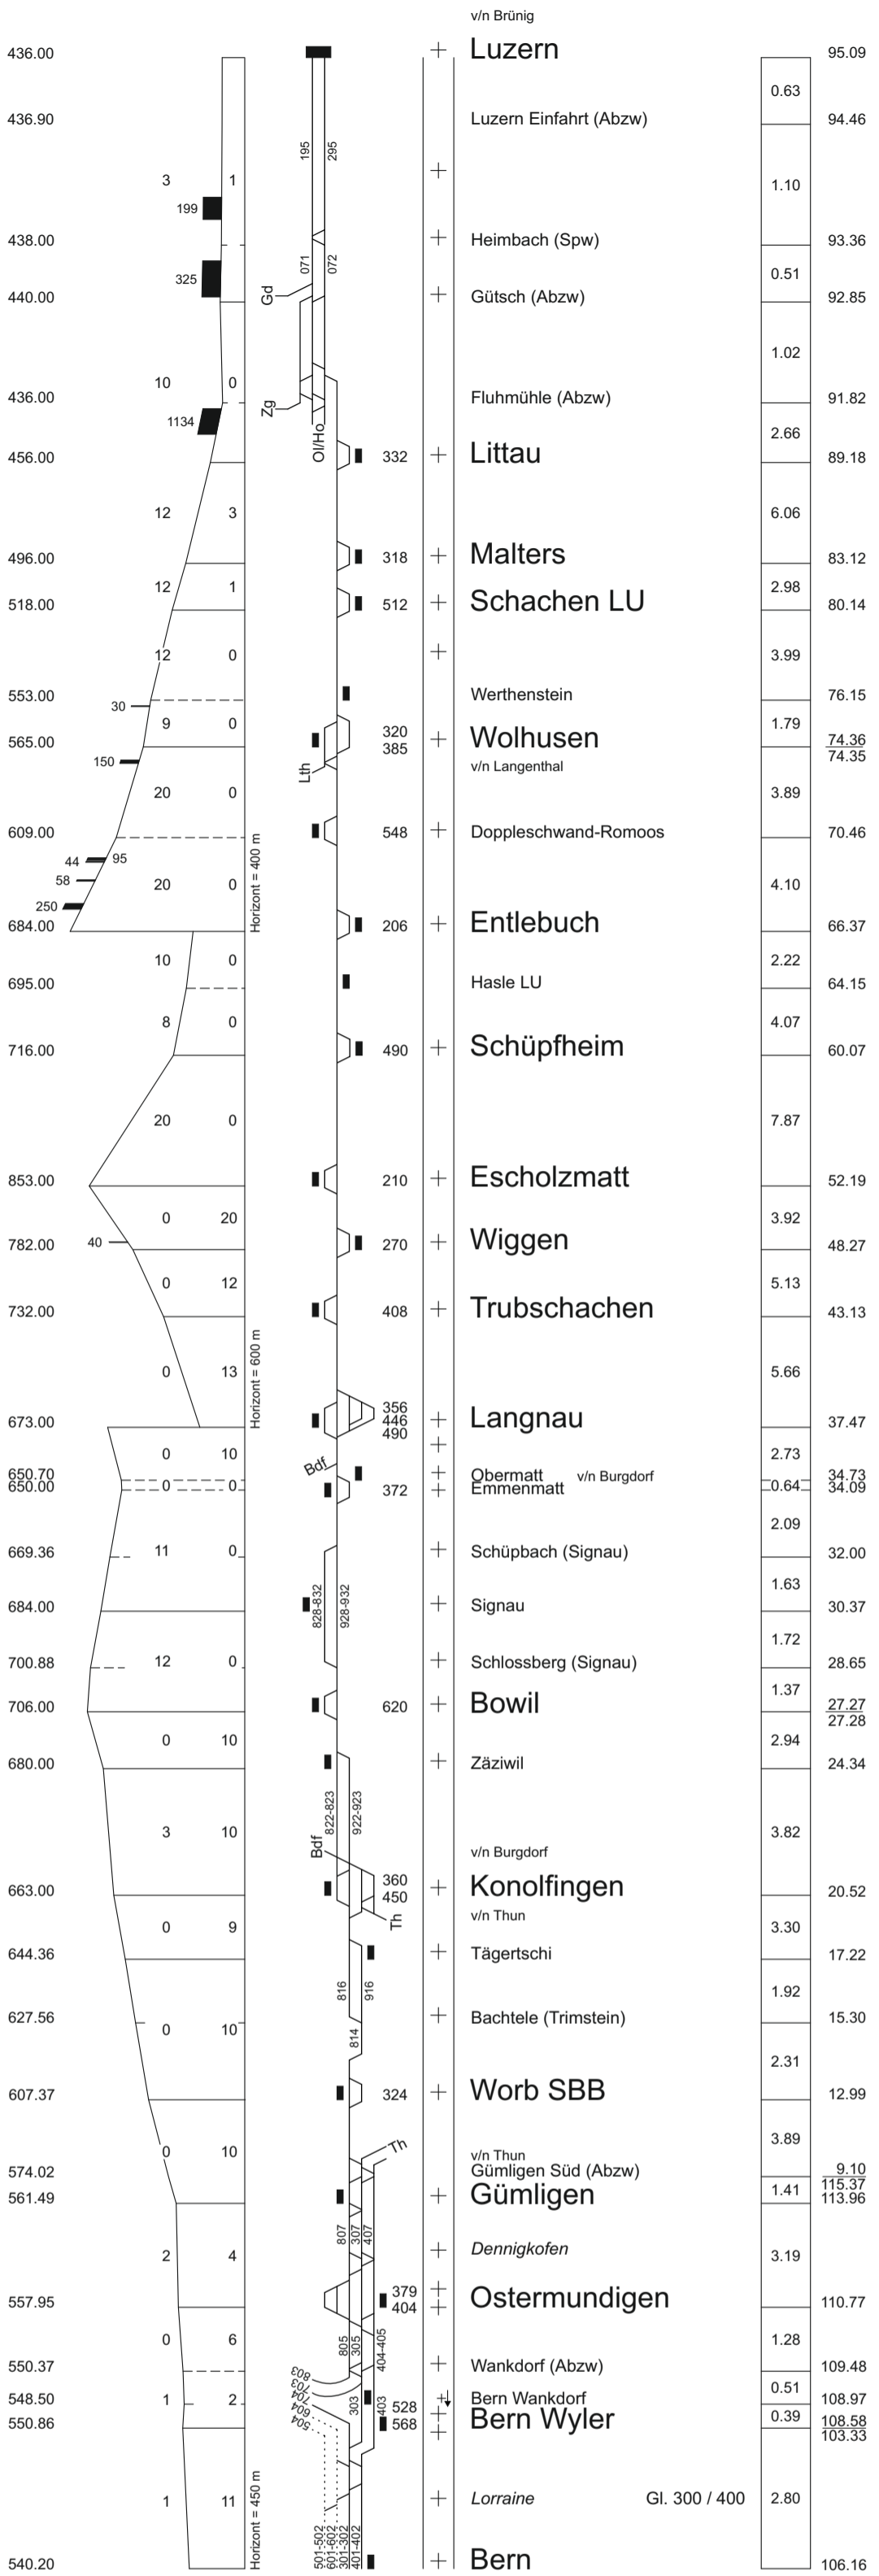 v/n Brünig
436.00 + Luzern 95.09
0.63
436.90 Luzern Einfahrt (Abzw) 94.46
195 295
3 1 + 1.10
199
438.00 + Heimbach (Spw) 93.36
071 072
325 0.51
Gd
440.00 + Gütsch (Abzw) 92.85
1.02
10 0
436.00 Zg Fluhmühle (Abzw) 91.82
1134 Ol/Ho 2.66
456.00 332 + Littau 89.18
12 3 6.06
496.00 318 + Malters 83.12
12 1 2.98
518.00 512 + Schachen LU 80.14
12 0 + 3.99
553.00 Werthenstein 76.15
30
9 0 320 1.79
565.00 385 + Wolhusen 74.36
74.35
150 Lth v/n Langenthal
20 0 3.89
609.00 548 + Doppleschwand-Romoos 70.46
44 95
58
20 0 Horizont = 400 m 4.10
250
684.00 206 + Entlebuch 66.37
10 0 2.22
695.00 Hasle LU 64.15
8 0 4.07
716.00 490 + Schüpfheim 60.07
20 0 7.87
853.00 210 + Escholzmatt 52.19
0 20 3.92
782.00 40 270 + Wiggen 48.27
0 12 5.13
732.00 408 + Trubschachen 43.13
0 13 Horizont = 600 m 5.66
356
673.00 446 + Langnau 37.47
490
0 10 + 2.73
Bdf
650.70 + Obermatt v/n Burgdorf 34.73
650.00 0 0 372 + Emmenmatt 0.64 34.09
2.09
669.36 11 0 + Schüpbach (Signau) 32.00
1.63
828-832 928-932
684.00 + Signau 30.37
1.72
700.88 12 0 + Schlossberg (Signau) 28.65
1.37
706.00 620 + Bowil 27.27
27.28
0 10 2.94
680.00 + Zäziwil 24.34
822-823 922-923
3 10 3.82
Bdf v/n Burgdorf
360
663.00 450 + Konolfingen 20.52
Th v/n Thun
0 9 3.30
644.36 + Tägertschi 17.22
816 916 1.92
627.56 + Bachtele (Trimstein) 15.30
0 10 814
2.31
607.37 324 + Worb SBB 12.99
3.89
0 10 Th v/n Thun
574.02 Gümligen Süd (Abzw) 9.10
115.37
1.41
561.49 + Gümligen 113.96
807 307 407
2 4 + Dennigkofen 3.19
379 +
557.95 404 + Ostermundigen 110.77
0 6 805 305 404-405 1.28
550.37 + Wankdorf (Abzw) 109.48
803
703 0.51
704
548.50 1 2 604 303 403 + Bern Wankdorf 108.97
504 528 + 0.39
550.86 568 + Bern Wyler 108.58
103.33
1 11 Horizont = 450 m + Lorraine Gl. 300 / 400 2.80
501-502 601-602 301-302 401-402
540.20 + Bern 106.16